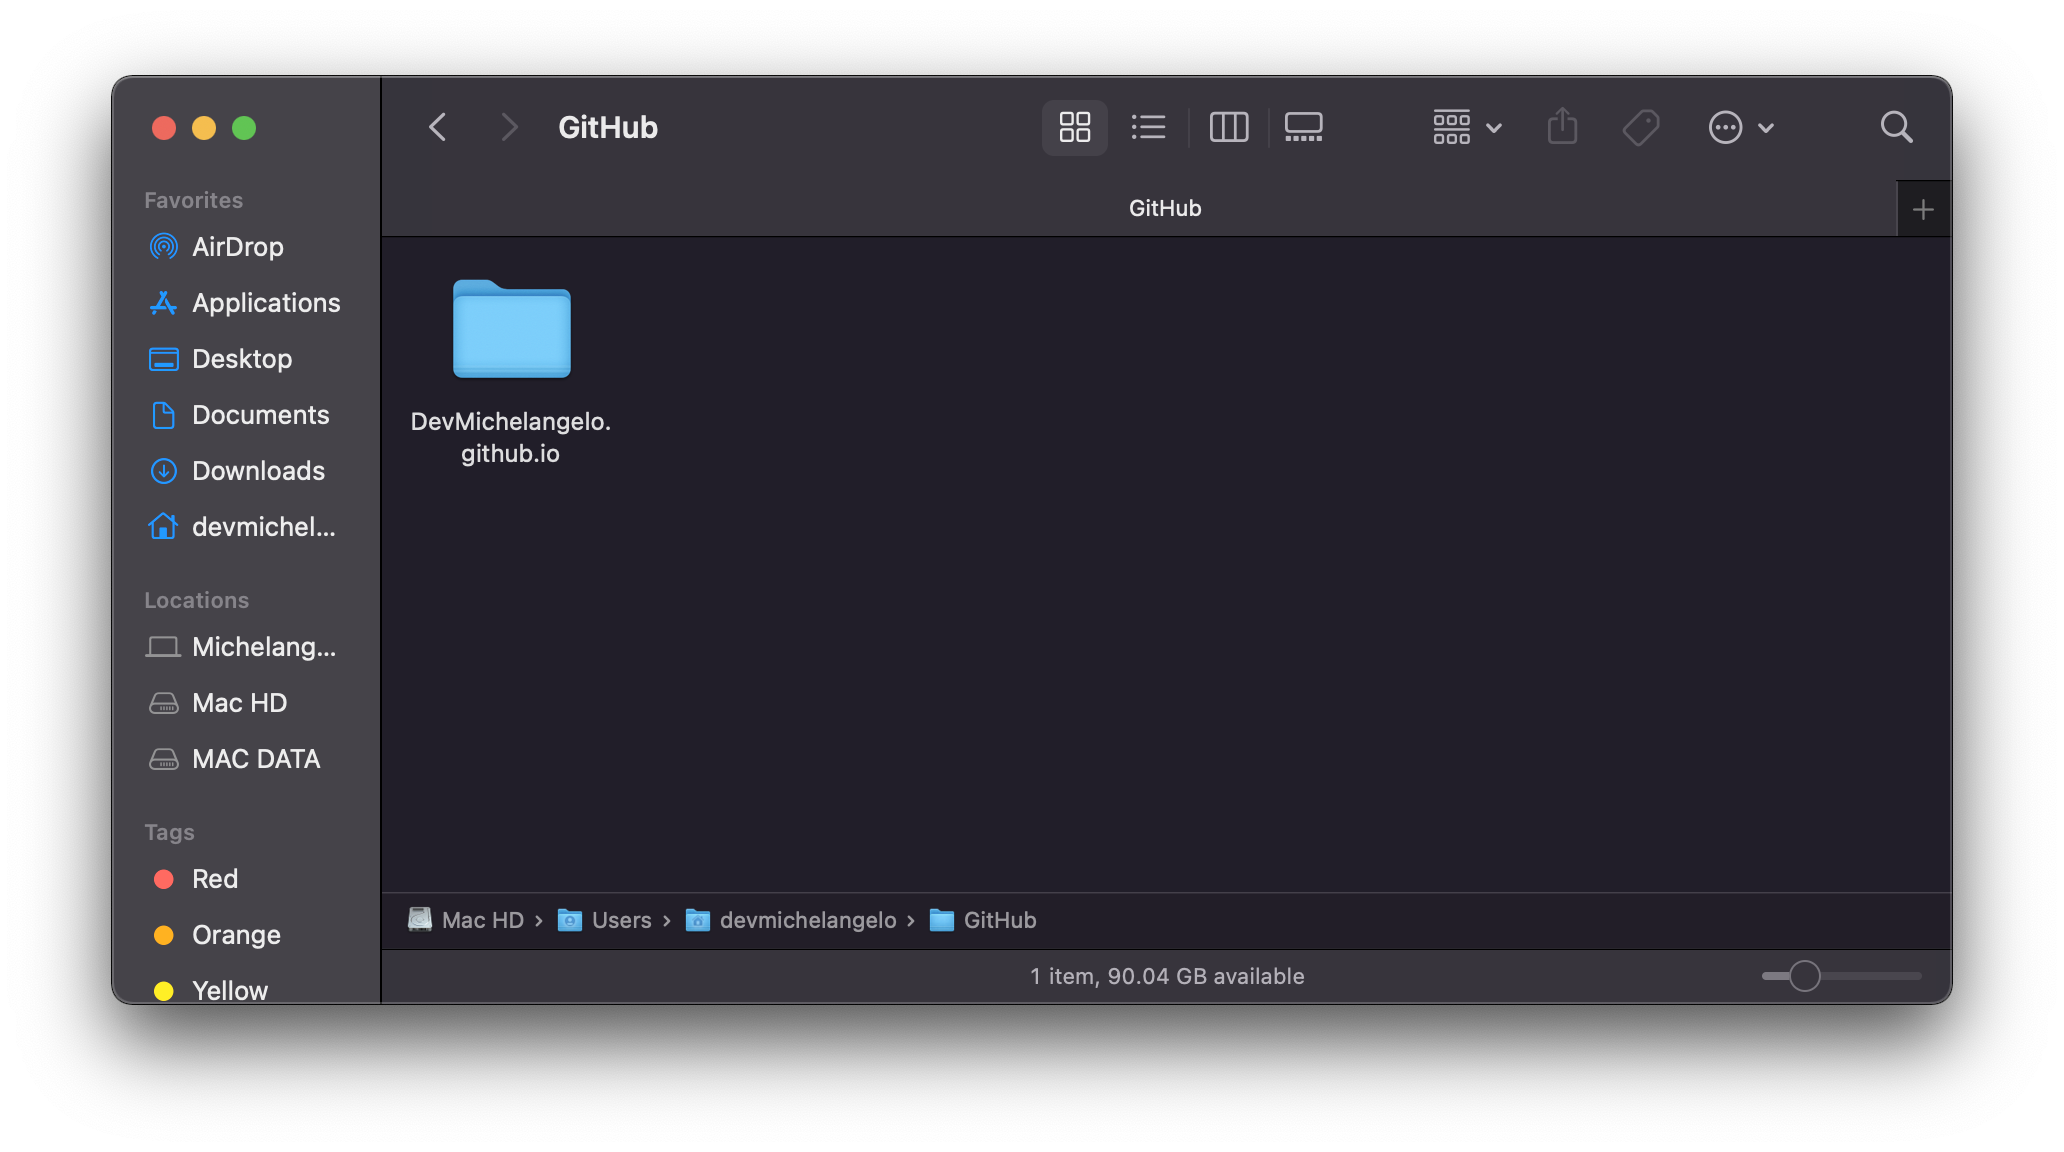 GitHub
GitHub
Favorites
AirDrop
Applications
Desktop
Documents
Downloads
devmichel...
Locations
Michelang...
Mac HD
MAC DATA
Tags
Red
Orange
Yellow
DevMichelangelo.
github.io
Mac HD › Users › devmichelangelo › GitHub
1 item, 90.04 GB available